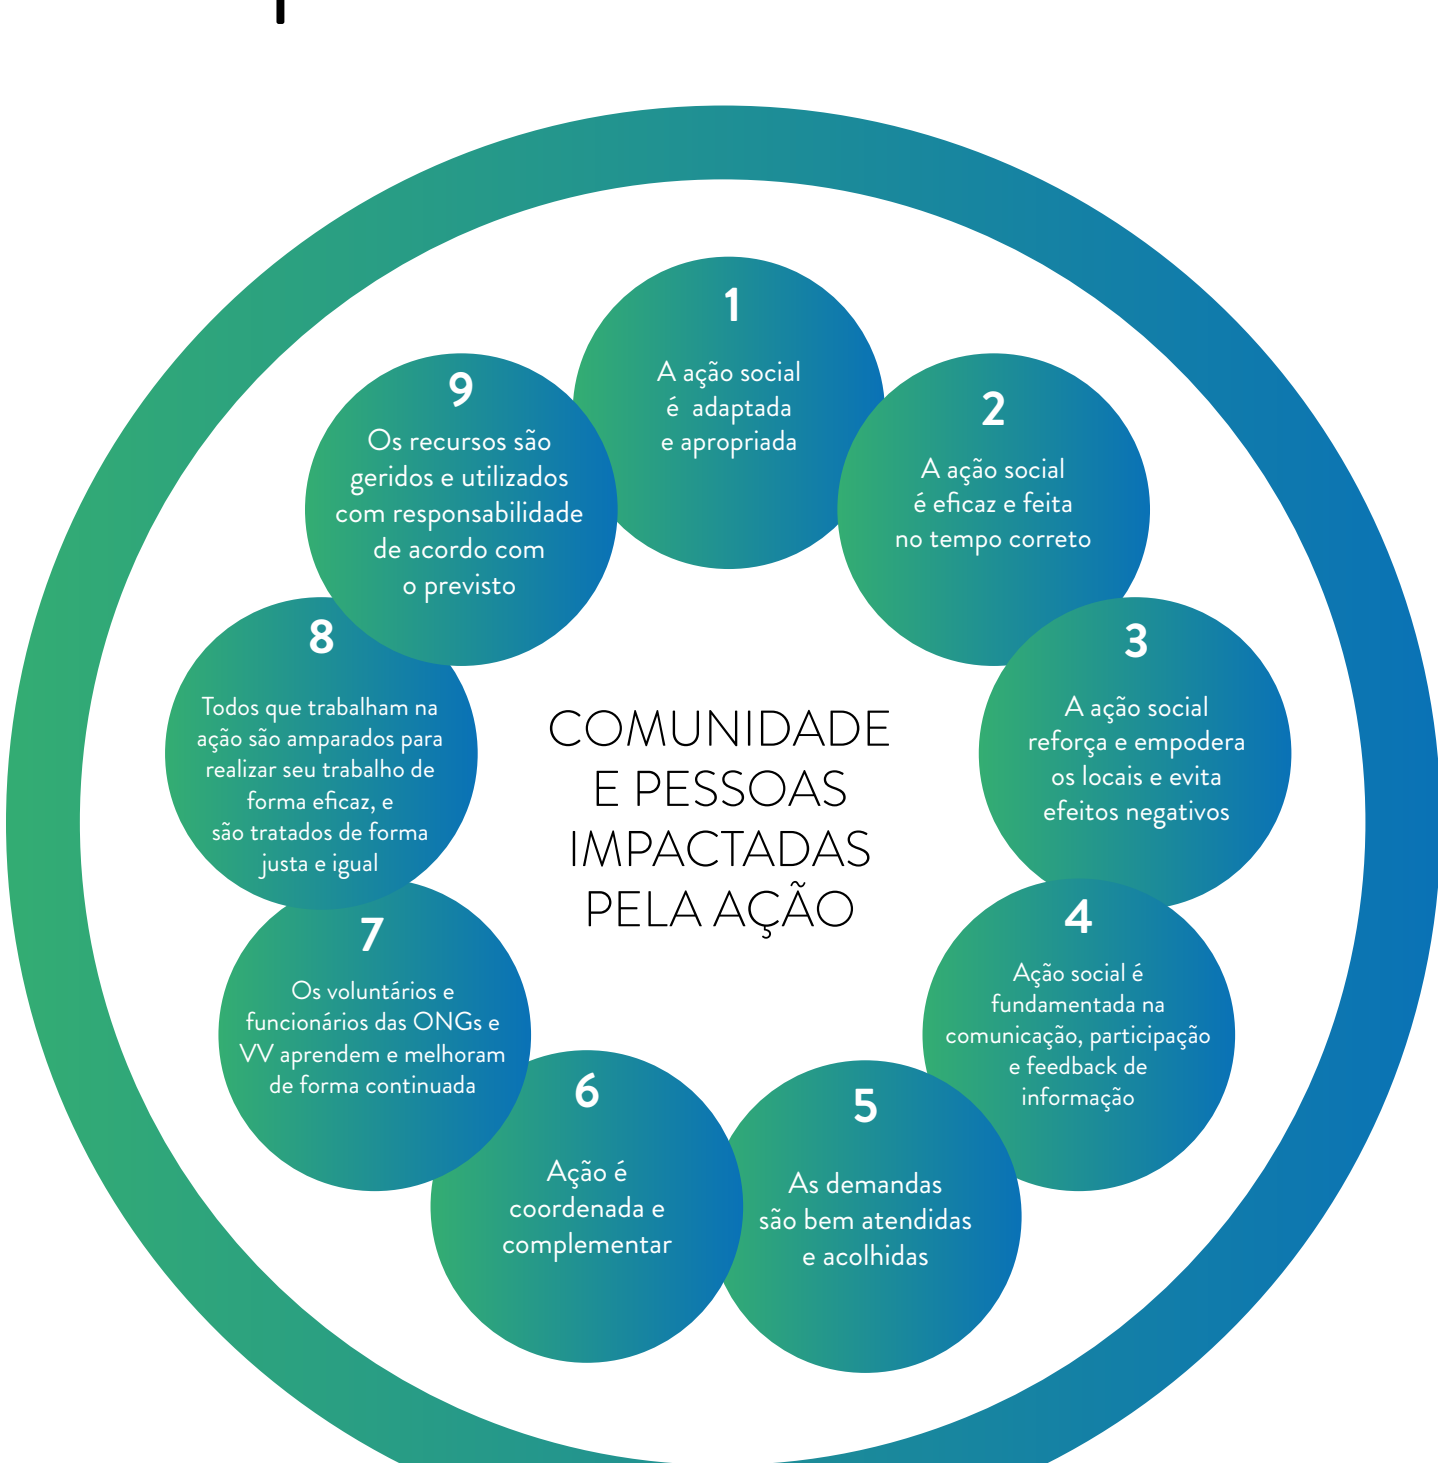 1
A ação social
é adaptada
e apropriada
2
A ação social
é eficaz e feita
no tempo correto
3
A ação social
reforça e empodera
os locais e evita
efeitos negativos
4
Ação social é
fundamentada na
comunicação, participação
e feedback de
informação
5
As demandas
são bem atendidas
e acolhidas
6
Ação é
coordenada e
complementar
7
Os voluntários e
funcionários das ONGs e
VV aprendem e melhoram
de forma continuada
8
Todos que trabalham na
ação são amparados para
realizar seu trabalho de
forma eficaz, e
são tratados de forma
justa e igual
9
Os recursos são
geridos e utilizados
com responsabilidade
de acordo com
o previsto
COMUNIDADE
E PESSOAS
IMPACTADAS
PELA AÇÃO